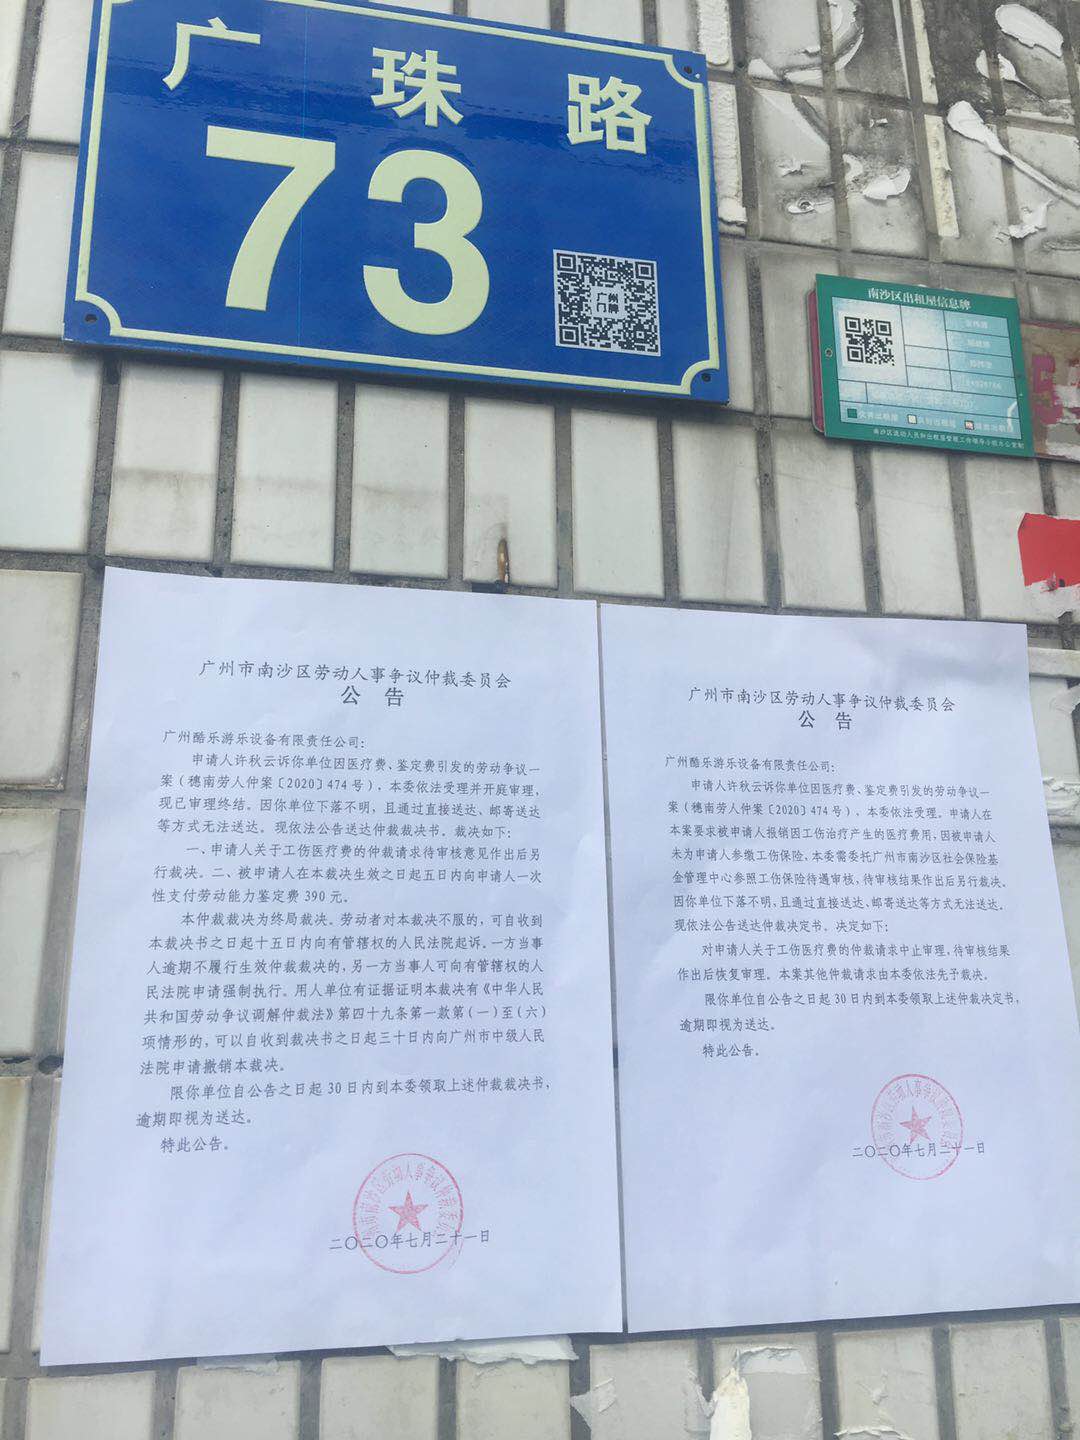 广珠路
73
广州
门牌
南沙区出租屋信息牌
南沙区流动人员和出租屋管理工作领导小组办公室制
广州市南沙区劳动人事争议仲裁委员会
公 告
广州酷乐游乐设备有限责任公司：
申请人许秋云诉你单位因医疗费、鉴定费引发的劳动争议一
案（穗南劳人仲案〔2020〕474号），本委依法受理并开庭审理，
现已审理终结。因你单位下落不明，且通过直接送达、邮寄送达
等方式无法送达。现依法公告送达仲裁裁决书。裁决如下：
一、申请人关于工伤医疗费的仲裁请求待审核意见作出后另
行裁决。二、被申请人在本裁决生效之日起五日内向申请人一次
性支付劳动能力鉴定费390元。
本仲裁裁决为终局裁决。劳动者对本裁决不服的，可自收到
本裁决书之日起十五日内向有管辖权的人民法院起诉。一方当事
人逾期不履行生效仲裁裁决的，另一方当事人可向有管辖权的人
民法院申请强制执行。用人单位有证据证明本裁决有《中华人民
共和国劳动争议调解仲裁法》第四十九条第一款第（一）至（六）
项情形的，可以自收到裁决书之日起三十日内向广州市中级人民
法院申请撤销本裁决。
限你单位自公告之日起30日内到本委领取上述仲裁裁决书，
逾期即视为送达。
特此公告。
二〇二〇年七月二十一日
广州市南沙区劳动人事争议仲裁委员会
公 告
广州酷乐游乐设备有限责任公司：
申请人许秋云诉你单位因医疗费、鉴定费引发的劳动争议一
案（穗南劳人仲案〔2020〕474号），本委依法受理。申请人在
本案要求被申请人报销因工伤治疗产生的医疗费用，因被申请人
未为申请人参缴工伤保险，本委需委托广州市南沙区社会保险基
金管理中心参照工伤保险待遇审核，待审核结果作出后另行裁决。
因你单位下落不明，且通过直接送达、邮寄送达等方式无法送达。
现依法公告送达仲裁决定书。决定如下：
对申请人关于工伤医疗费的仲裁请求中止审理，待审核结果
作出后恢复审理。本案其他仲裁请求由本委依法先予裁决。
限你单位自公告之日起30日内到本委领取上述仲裁决定书，
逾期即视为送达。
特此公告。
二〇二〇年七月二十一日